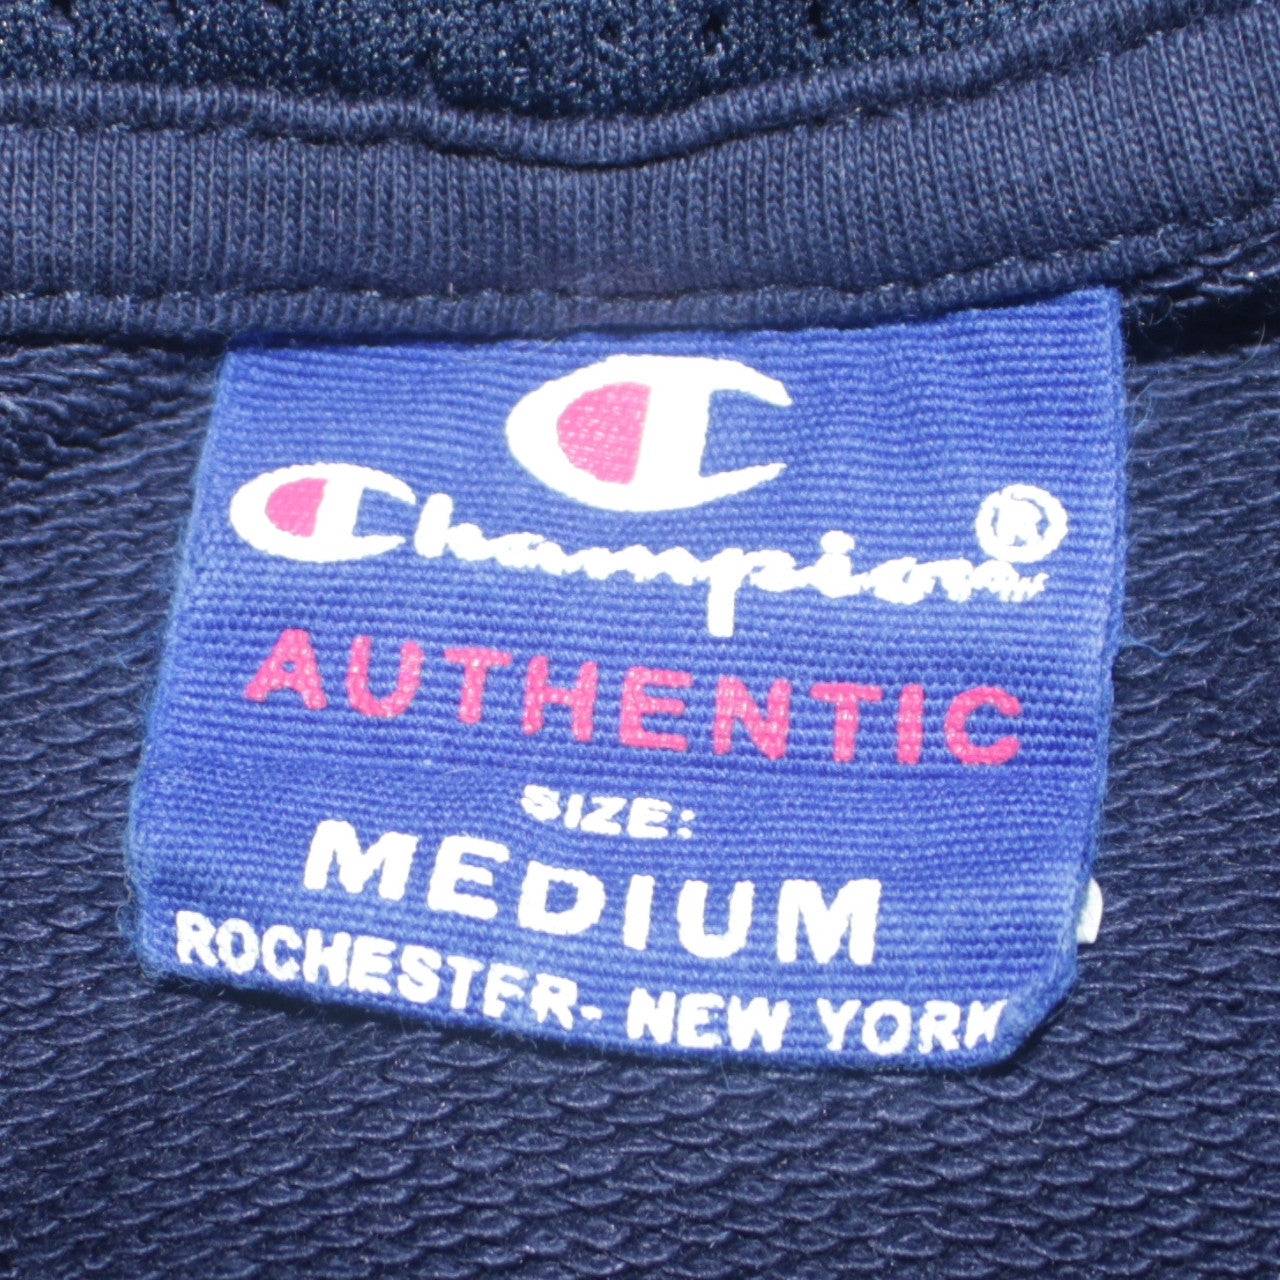 Champion®
AUTHENTIC
SIZE:
MEDIUM
ROCHESTER- NEW YORK